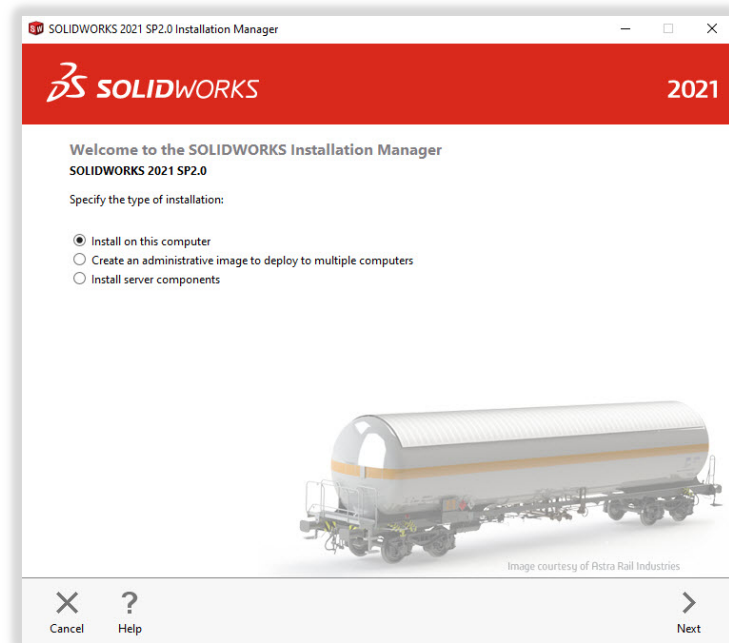 SOLIDWORKS 2021 SP2.0 Installation Manager
SOLIDWORKS
2021
Welcome to the SOLIDWORKS Installation Manager
SOLIDWORKS 2021 SP2.0
Specify the type of installation:
Install on this computer
Create an administrative image to deploy to multiple computers
Install server components
Image courtesy of Astra Rail Industries
Cancel
Help
Next